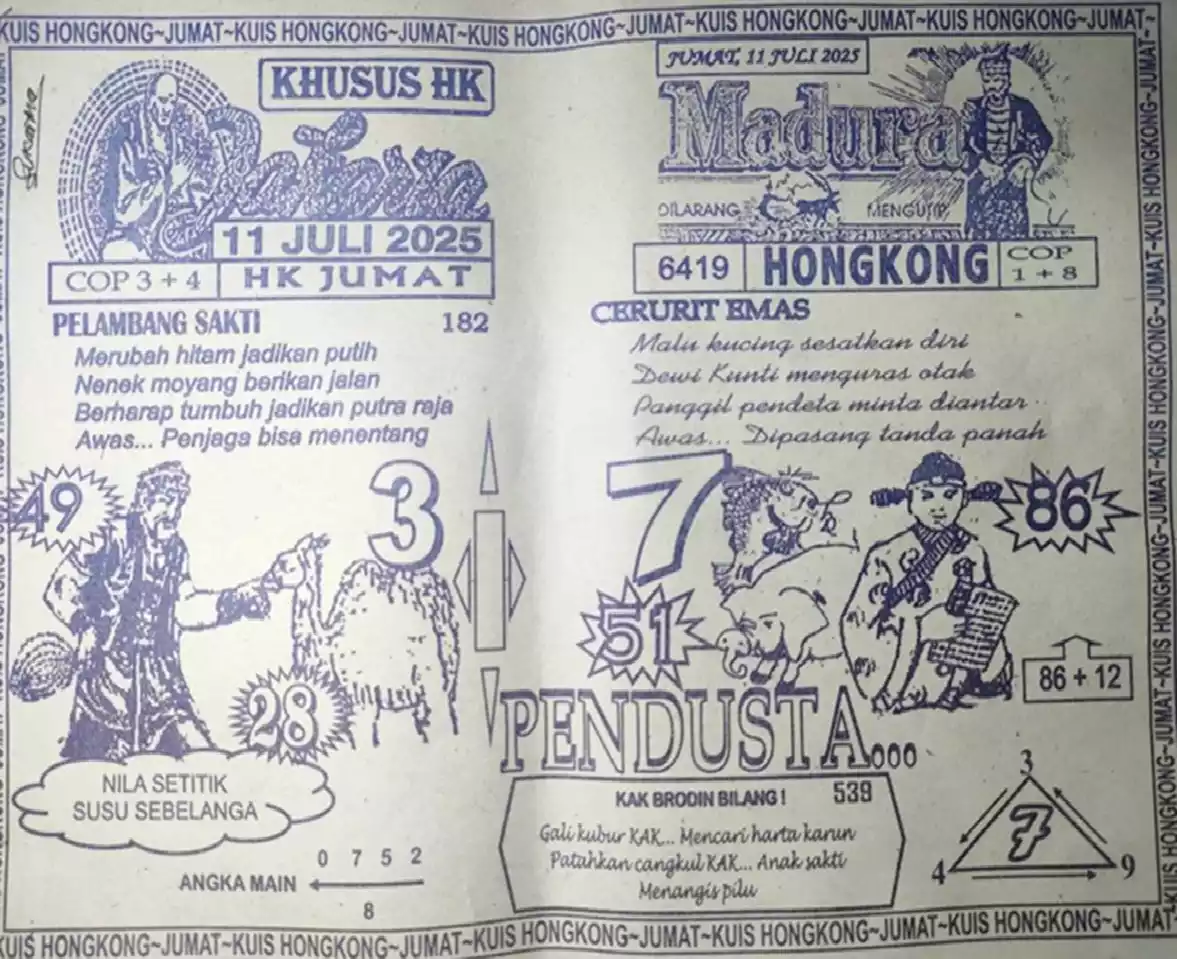 KUIS HONGKONG~JUMAT~KUIS HONGKONG~JUMAT~KUIS HONGKONG~JUMAT~KUIS HONGKONG~JUMAT~KUIS HONGKONG~JUMAT~
KHUSUS HK
11 JULI 2025
COP 3 + 4 HK JUMAT
PELAMBANG SAKTI 182
Merubah hitam jadikan putih
Nenek moyang berikan jalan
Berharap tumbuh jadikan putra raja
Awas... Penjaga bisa menentang
49
3
28
NILA SETITIK
SUSU SEBELANGA
0 7 5 2
ANGKA MAIN
8
JUMAT, 11 JULI 2025
Madura
DILARANG MENGUTIP
6419 HONGKONG COP
1 + 8
CERURIT EMAS
Malu kucing sesatkan diri
Dewi Kunti menguras otak
Panggil pendeta minta diantar..
Awas... Dipasang tanda panah
7
86
51
86 + 12
PENDUSTA...
KAK BRODIN BILANG ! 539
Gali kubur KAK... Mencari harta karun
Patahkan cangkul KAK... Anak sakti
Menangis pilu
3
7
4 9
KUIS HONGKONG~JUMAT~KUIS HONGKONG~JUMAT~KUIS HONGKONG~JUMAT~KUIS HONGKONG~JUMAT~KUIS HONGKONG~JUMAT